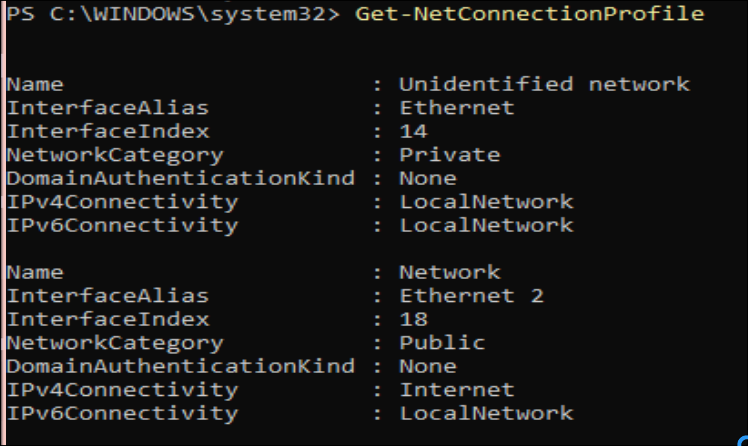 PS C:\WINDOWS\system32> Get-NetConnectionProfile
Name : Unidentified network
InterfaceAlias : Ethernet
InterfaceIndex : 14
NetworkCategory : Private
DomainAuthenticationKind : None
IPv4Connectivity : LocalNetwork
IPv6Connectivity : LocalNetwork
Name : Network
InterfaceAlias : Ethernet 2
InterfaceIndex : 18
NetworkCategory : Public
DomainAuthenticationKind : None
IPv4Connectivity : Internet
IPv6Connectivity : LocalNetwork